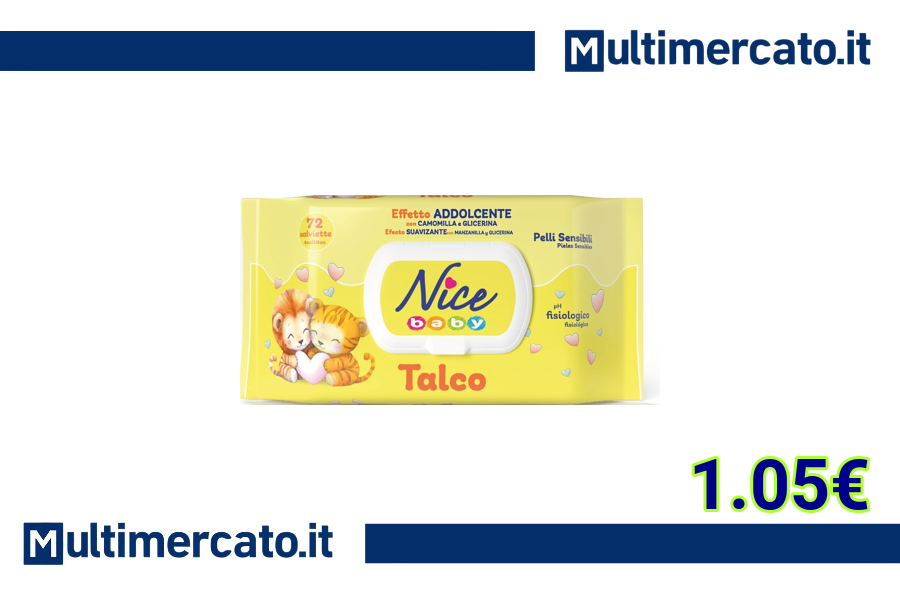 Multimercato.it
Talco
72
salviette
Effetto ADDOLCENTE
con CAMOMILLA e GLICERINA
Efecto SUAVIZANTE con MANZANILLA y GLICERINA
Pelli Sensibili
Pieles Sensibles
Nice
baby
pH
fisiologico
fisiológico
Talco
1.05€
Multimercato.it